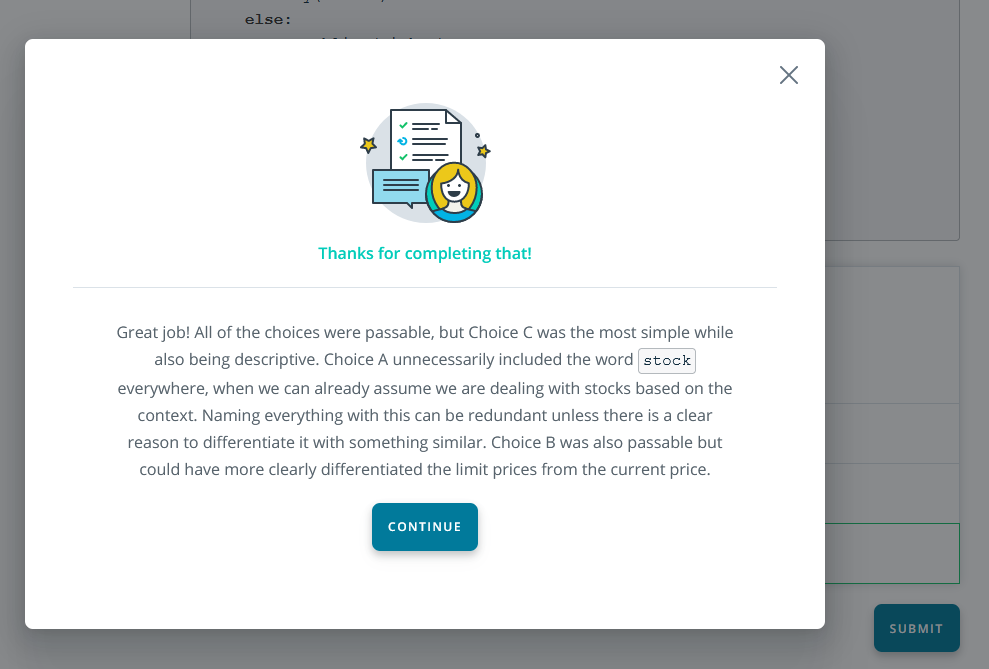 else:
Thanks for completing that!
Great job! All of the choices were passable, but Choice C was the most simple while
also being descriptive. Choice A unnecessarily included the word stock
everywhere, when we can already assume we are dealing with stocks based on the
context. Naming everything with this can be redundant unless there is a clear
reason to differentiate it with something similar. Choice B was also passable but
could have more clearly differentiated the limit prices from the current price.
CONTINUE
SUBMIT